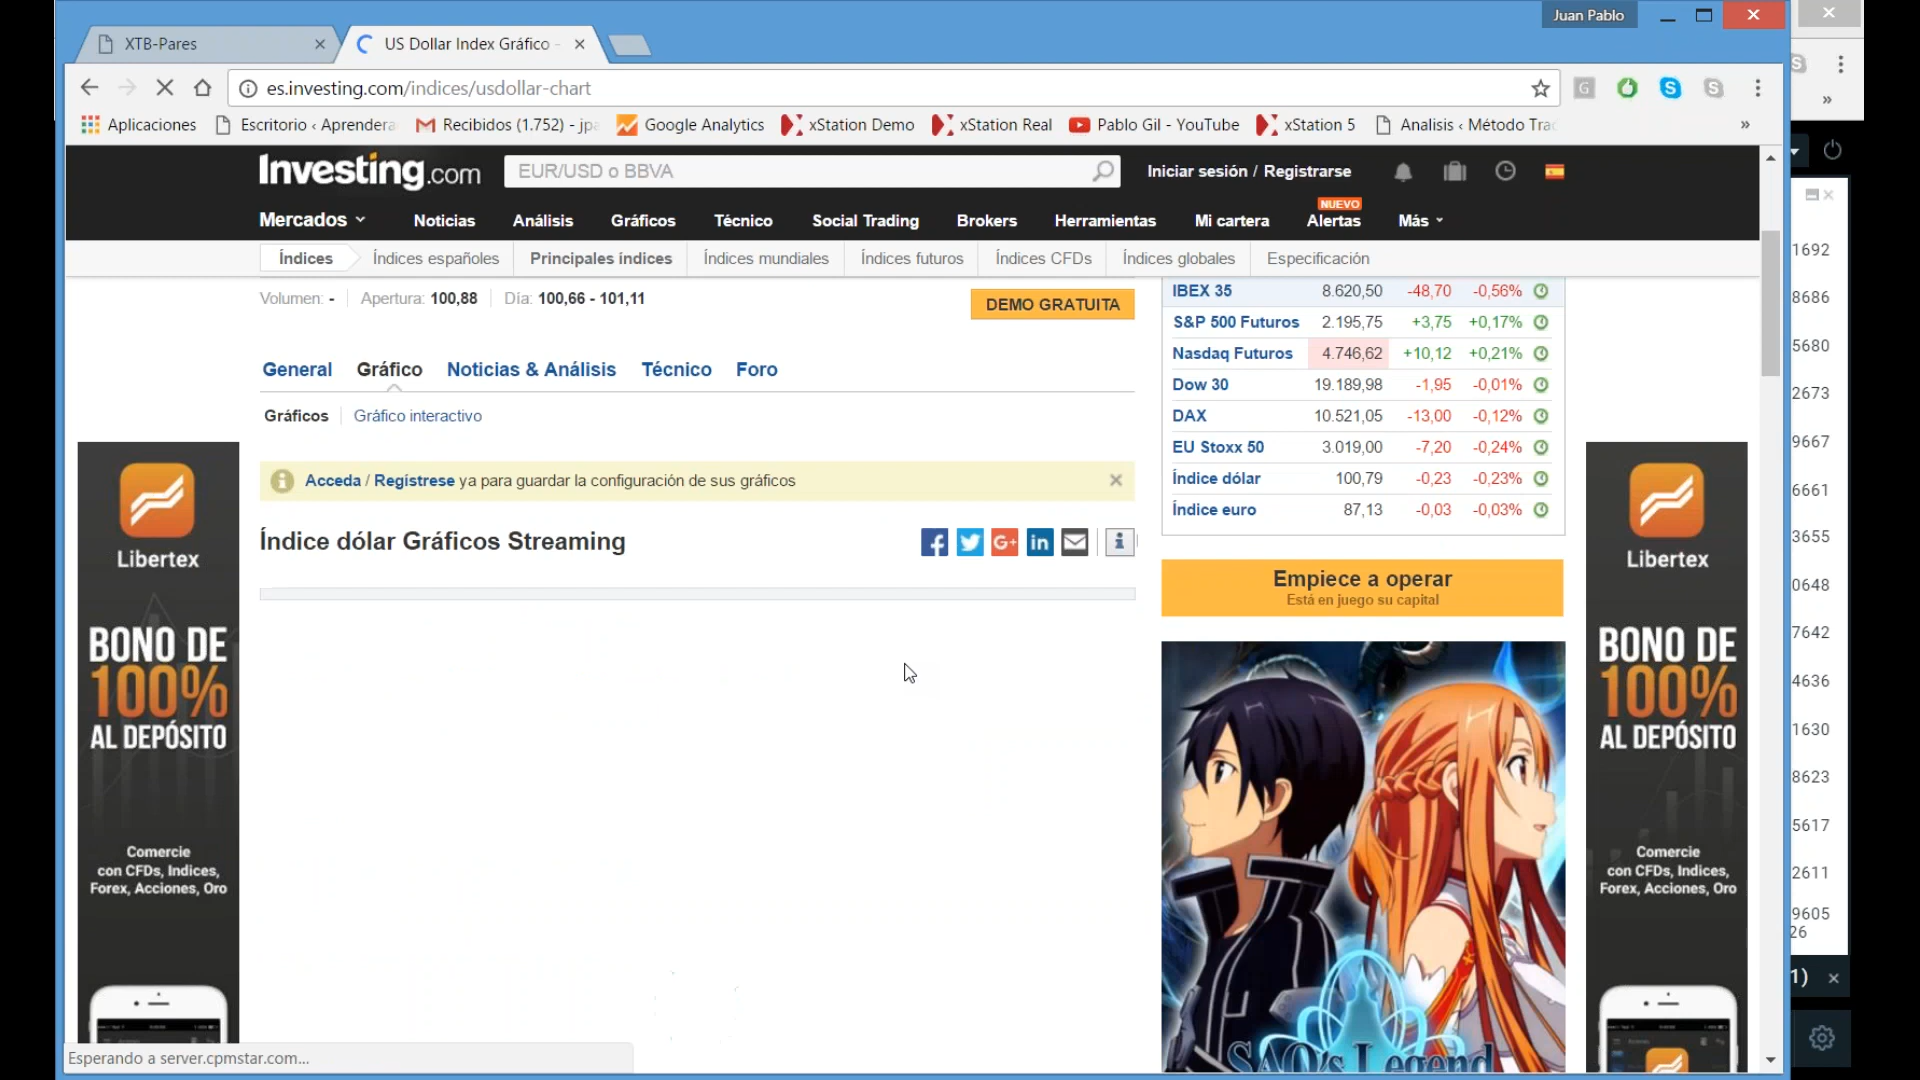 Juan Pablo
XTB-Pares
US Dollar Index Gráfico -
es.investing.com/indices/usdollar-chart
Aplicaciones
Escritorio ‹ Aprendera
Recibidos (1.752) - jpa
Google Analytics
xStation Demo
xStation Real
Pablo Gil - YouTube
xStation 5
Analisis ‹ Método Trad
»
Investing.com
EUR/USD o BBVA
Iniciar sesión / Registrarse
Mercados
Noticias
Análisis
Gráficos
Técnico
Social Trading
Brokers
Herramientas
Mi cartera
NUEVO
Alertas
Más
Índices
Índices españoles
Principales índices
Índices mundiales
Índices futuros
Índices CFDs
Índices globales
Especificación
Volumen: - Apertura: 100,88 Día: 100,66 - 101,11
DEMO GRATUITA
General Gráfico Noticias & Análisis Técnico Foro
Gráficos Gráfico interactivo
Acceda / Regístrese ya para guardar la configuración de sus gráficos
Índice dólar Gráficos Streaming
IBEX 35 8.620,50 -48,70 -0,56%
S&P 500 Futuros 2.195,75 +3,75 +0,17%
Nasdaq Futuros 4.746,62 +10,12 +0,21%
Dow 30 19.189,98 -1,95 -0,01%
DAX 10.521,05 -13,00 -0,12%
EU Stoxx 50 3.019,00 -7,20 -0,24%
Índice dólar 100,79 -0,23 -0,23%
Índice euro 87,13 -0,03 -0,03%
Empiece a operar
Está en juego su capital
SAO's Legend
Libertex
BONO DE
100%
AL DEPÓSITO
Comercie
con CFDs, Indices,
Forex, Acciones, Oro
Libertex
BONO DE
100%
AL DEPÓSITO
Comercie
con CFDs, Indices,
Forex, Acciones, Oro
Esperando a server.cpmstar.com...
»
1692
8686
5680
2673
9667
6661
3655
0648
7642
4636
1630
8623
5617
2611
9605
26
1)